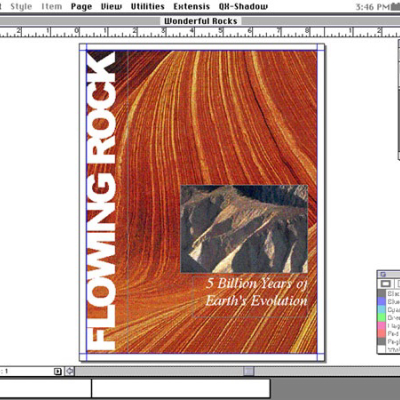 Style Item Page View Utilities Extensis QX-Shadow 3:46 PM
Wonderful Rocks
FLOWING ROCK
5 Billion Years of
Earth's Evolution